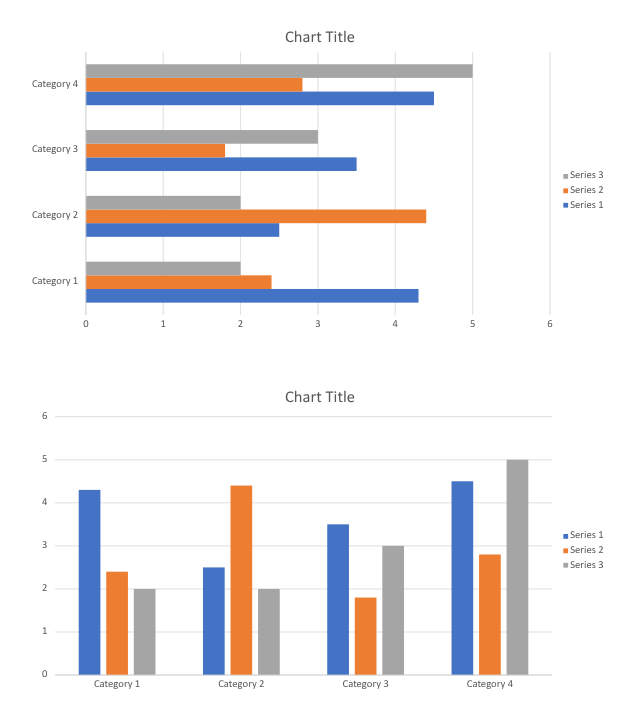 Chart Title
Category 4
Category 3
Category 2
Category 1
0 1 2 3 4 5 6
Series 3
Series 2
Series 1
Chart Title
6
5
4
3
2
1
0
Category 1 Category 2 Category 3 Category 4
Series 1
Series 2
Series 3